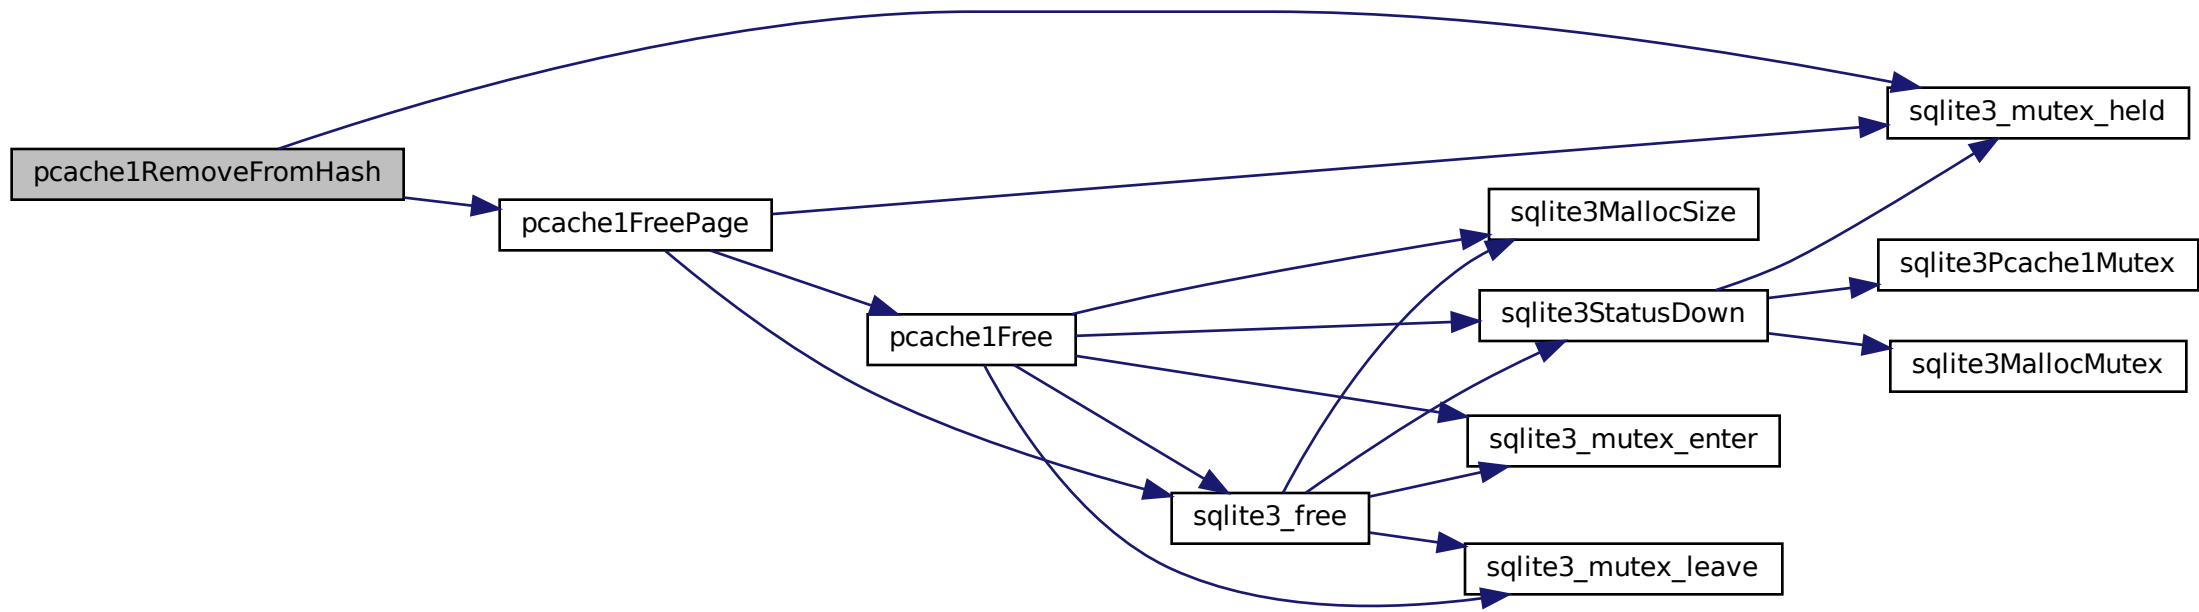 sqlite3_mutex_held
pcache1RemoveFromHash
pcache1FreePage
sqlite3MallocSize
sqlite3Pcache1Mutex
sqlite3StatusDown
pcache1Free
sqlite3MallocMutex
sqlite3_mutex_enter
sqlite3_free
sqlite3_mutex_leave